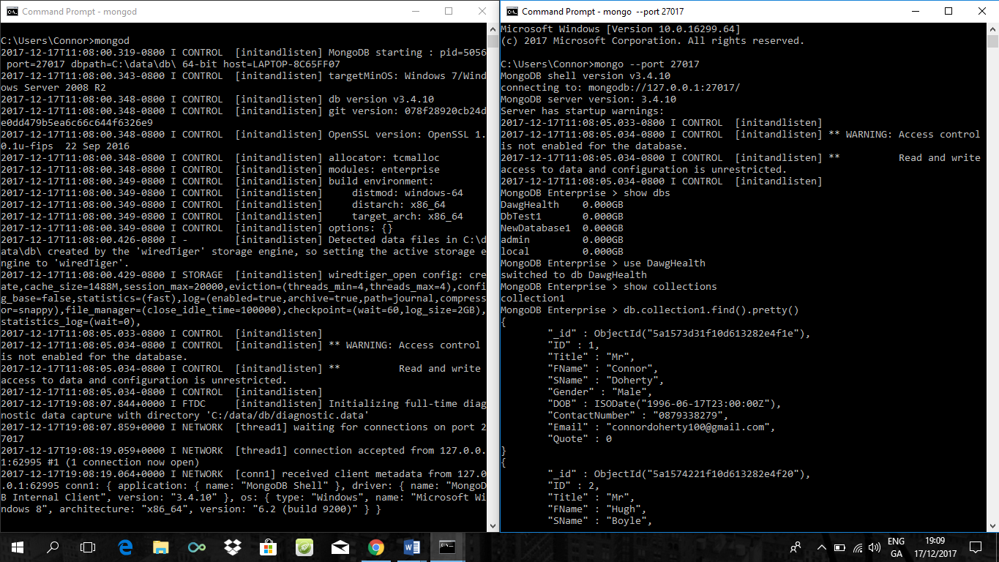 Command Prompt - mongod
C:\Users\Connor>mongod
2017-12-17T11:08:00.319-0800 I CONTROL  [initandlisten] MongoDB starting : pid=5056
 port=27017 dbpath=C:\data\db\ 64-bit host=LAPTOP-8C65FF07
2017-12-17T11:08:00.343-0800 I CONTROL  [initandlisten] targetMinOS: Windows 7/Wind
ows Server 2008 R2
2017-12-17T11:08:00.348-0800 I CONTROL  [initandlisten] db version v3.4.10
2017-12-17T11:08:00.348-0800 I CONTROL  [initandlisten] git version: 078f28920cb24d
e0dd479b5ea6c66c644f6326e9
2017-12-17T11:08:00.348-0800 I CONTROL  [initandlisten] OpenSSL version: OpenSSL 1.
0.1u-fips  22 Sep 2016
2017-12-17T11:08:00.348-0800 I CONTROL  [initandlisten] allocator: tcmalloc
2017-12-17T11:08:00.348-0800 I CONTROL  [initandlisten] modules: enterprise
2017-12-17T11:08:00.349-0800 I CONTROL  [initandlisten] build environment:
2017-12-17T11:08:00.349-0800 I CONTROL  [initandlisten]     distmod: windows-64
2017-12-17T11:08:00.349-0800 I CONTROL  [initandlisten]     distarch: x86_64
2017-12-17T11:08:00.349-0800 I CONTROL  [initandlisten]     target_arch: x86_64
2017-12-17T11:08:00.349-0800 I CONTROL  [initandlisten] options: {}
2017-12-17T11:08:00.426-0800 I -        [initandlisten] Detected data files in C:\d
ata\db\ created by the 'wiredTiger' storage engine, so setting the active storage e
ngine to 'wiredTiger'.
2017-12-17T11:08:00.429-0800 I STORAGE  [initandlisten] wiredtiger_open config: cre
ate,cache_size=1488M,session_max=20000,eviction=(threads_min=4,threads_max=4),confi
g_base=false,statistics=(fast),log=(enabled=true,archive=true,path=journal,compress
or=snappy),file_manager=(close_idle_time=100000),checkpoint=(wait=60,log_size=2GB),
statistics_log=(wait=0),
2017-12-17T11:08:05.033-0800 I CONTROL  [initandlisten]
2017-12-17T11:08:05.034-0800 I CONTROL  [initandlisten] ** WARNING: Access control
is not enabled for the database.
2017-12-17T11:08:05.034-0800 I CONTROL  [initandlisten] **          Read and write
access to data and configuration is unrestricted.
2017-12-17T11:08:05.034-0800 I CONTROL  [initandlisten]
2017-12-17T19:08:07.844+0000 I FTDC     [initandlisten] Initializing full-time diag
nostic data capture with directory 'C:/data/db/diagnostic.data'
2017-12-17T19:08:07.859+0000 I NETWORK  [thread1] waiting for connections on port 2
7017
2017-12-17T19:08:19.059+0000 I NETWORK  [thread1] connection accepted from 127.0.0.
1:62995 #1 (1 connection now open)
2017-12-17T19:08:19.064+0000 I NETWORK  [conn1] received client metadata from 127.0
.0.1:62995 conn1: { application: { name: "MongoDB Shell" }, driver: { name: "MongoD
B Internal Client", version: "3.4.10" }, os: { type: "Windows", name: "Microsoft Wi
ndows 8", architecture: "x86_64", version: "6.2 (build 9200)" } }
Command Prompt - mongo  --port 27017
Microsoft Windows [Version 10.0.16299.64]
(c) 2017 Microsoft Corporation. All rights reserved.
C:\Users\Connor>mongo --port 27017
MongoDB shell version v3.4.10
connecting to: mongodb://127.0.0.1:27017/
MongoDB server version: 3.4.10
Server has startup warnings:
2017-12-17T11:08:05.033-0800 I CONTROL  [initandlisten]
2017-12-17T11:08:05.034-0800 I CONTROL  [initandlisten] ** WARNING: Access control
is not enabled for the database.
2017-12-17T11:08:05.034-0800 I CONTROL  [initandlisten] **          Read and write
access to data and configuration is unrestricted.
2017-12-17T11:08:05.034-0800 I CONTROL  [initandlisten]
MongoDB Enterprise > show dbs
DawgHealth    0.000GB
DbTest1       0.000GB
NewDatabase1  0.000GB
admin         0.000GB
local         0.000GB
MongoDB Enterprise > use DawgHealth
switched to db DawgHealth
MongoDB Enterprise > show collections
collection1
MongoDB Enterprise > db.collection1.find().pretty()
{
        "_id" : ObjectId("5a1573d31f10d613282e4f1e"),
        "ID" : 1,
        "Title" : "Mr",
        "FName" : "Connor",
        "SName" : "Doherty",
        "Gender" : "Male",
        "DOB" : ISODate("1996-06-17T23:00:00Z"),
        "ContactNumber" : "0879338279",
        "Email" : "connordoherty100@gmail.com",
        "Quote" : 0
}
{
        "_id" : ObjectId("5a1574221f10d613282e4f20"),
        "ID" : 2,
        "Title" : "Mr",
        "FName" : "Hugh",
        "SName" : "Boyle",
ENG
GA
19:09
17/12/2017